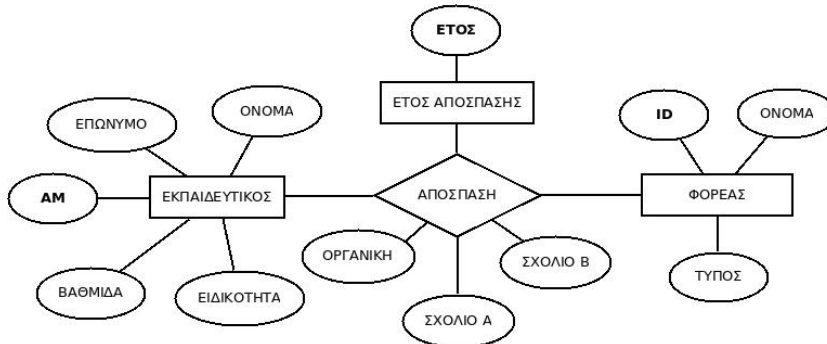 ΕΤΟΣ
ΕΤΟΣ ΑΠΟΣΠΑΣΗΣ
ΕΠΩΝΥΜΟ
ΟΝΟΜΑ
ID
ΟΝΟΜΑ
ΑΜ
ΕΚΠΑΙΔΕΥΤΙΚΟΣ
ΑΠΟΣΠΑΣΗ
ΦΟΡΕΑΣ
ΟΡΓΑΝΙΚΗ
ΣΧΟΛΙΟ Β
ΤΥΠΟΣ
ΒΑΘΜΙΔΑ
ΕΙΔΙΚΟΤΗΤΑ
ΣΧΟΛΙΟ Α